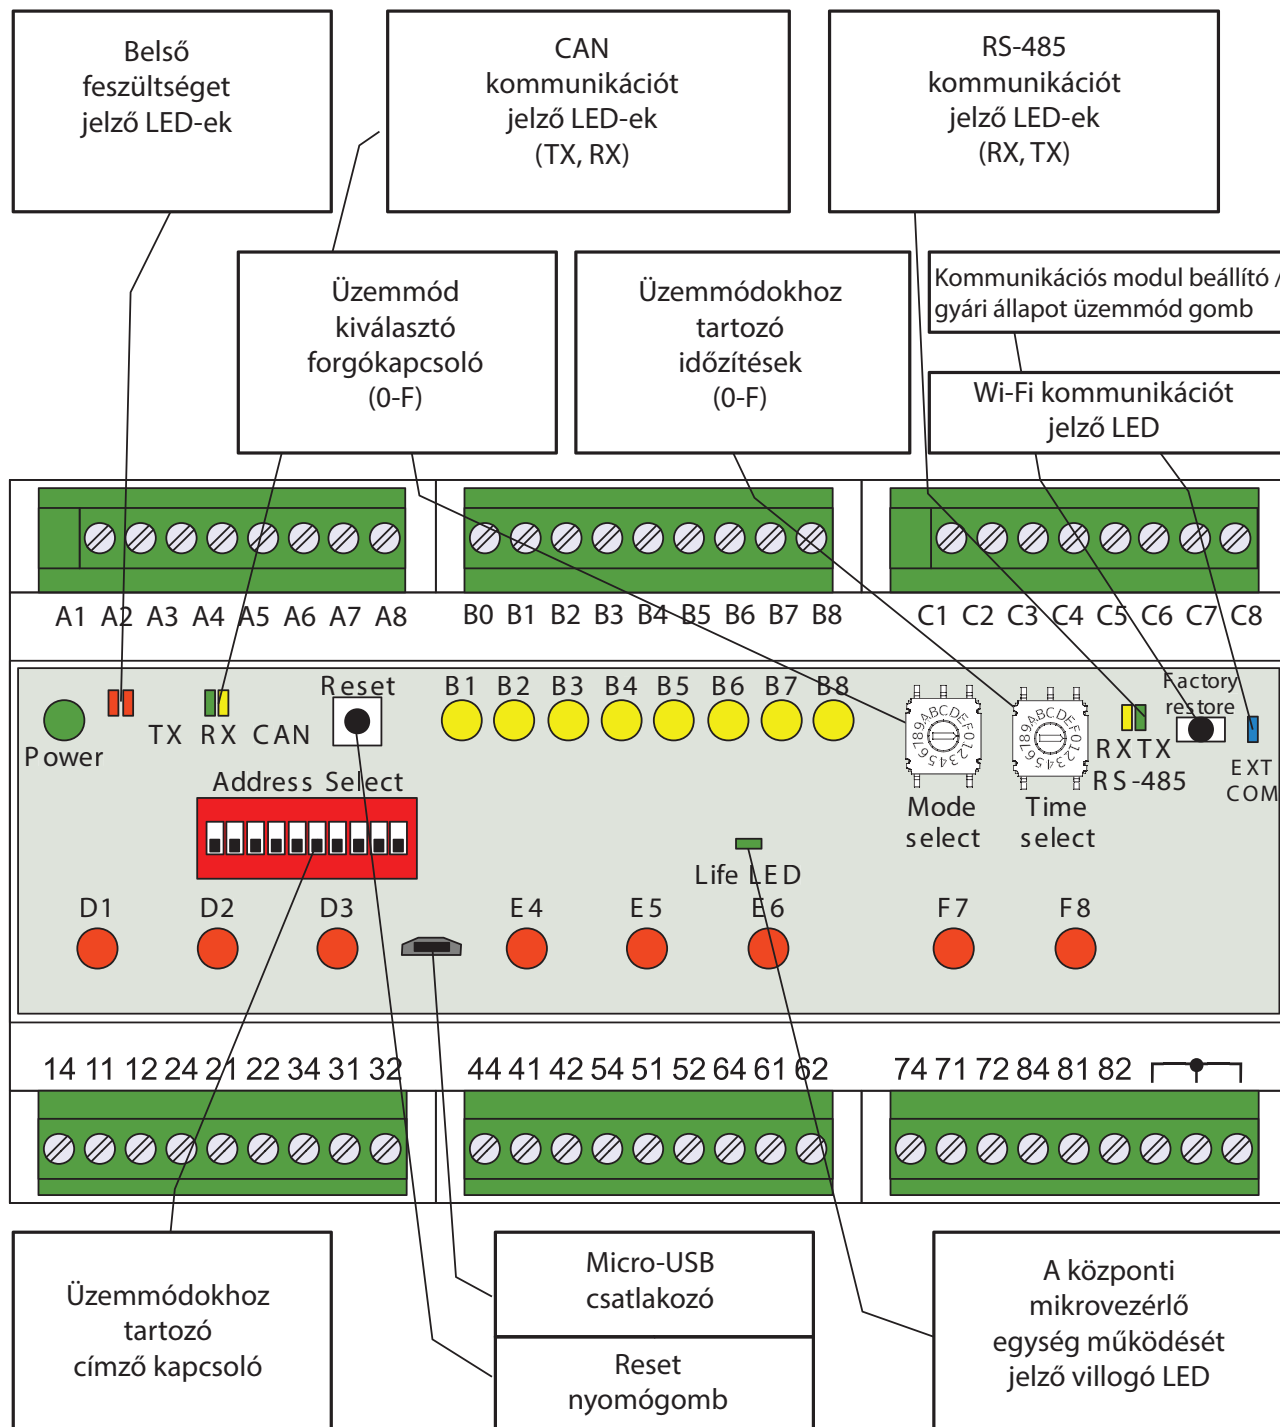 Belső
feszültséget
jelző LED-ek
CAN
kommunikációt
jelző LED-ek
(TX, RX)
RS-485
kommunikációt
jelző LED-ek
(RX, TX)
Üzemmód
kiválasztó
forgókapcsoló
(0-F)
Üzemmódokhoz
tartozó
időzítések
(0-F)
Kommunikációs modul beállító /
gyári állapot üzemmód gomb
Wi-Fi kommunikációt
jelző LED
A1 A2 A3 A4 A5 A6 A7 A8
B0 B1 B2 B3 B4 B5 B6 B7 B8
C1 C2 C3 C4 C5 C6 C7 C8
Power
TX RX CAN
Reset
B1 B2 B3 B4 B5 B6 B7 B8
0123456789ABCDEF
Mode
select
0123456789ABCDEF
Time
select
RX TX
RS-485
Factory
restore
EXT
COM
Address Select
Life LED
D1 D2 D3 E4 E5 E6 F7 F8
14 11 12 24 21 22 34 31 32
44 41 42 54 51 52 64 61 62
74 71 72 84 81 82
Üzemmódokhoz
tartozó
címző kapcsoló
Micro-USB
csatlakozó
Reset
nyomógomb
A központi
mikrovezérlő
egység működését
jelző villogó LED